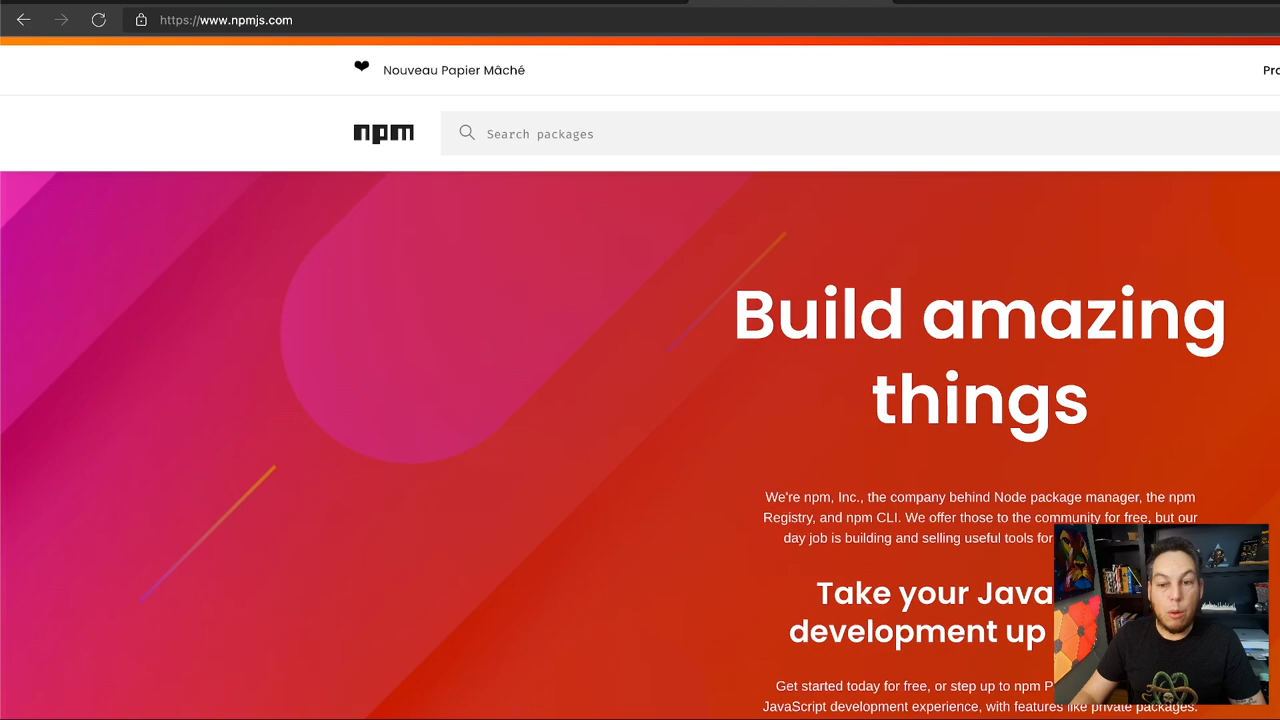 https://www.npmjs.com
❤ Nouveau Papier Mâché
npm
Search packages
Build amazing
things
We're npm, Inc., the company behind Node package manager, the npm
Registry, and npm CLI. We offer those to the community for free, but our
day job is building and selling useful tools for
Take your Java
development up
Get started today for free, or step up to npm P
JavaScript development experience, with features like private packages.